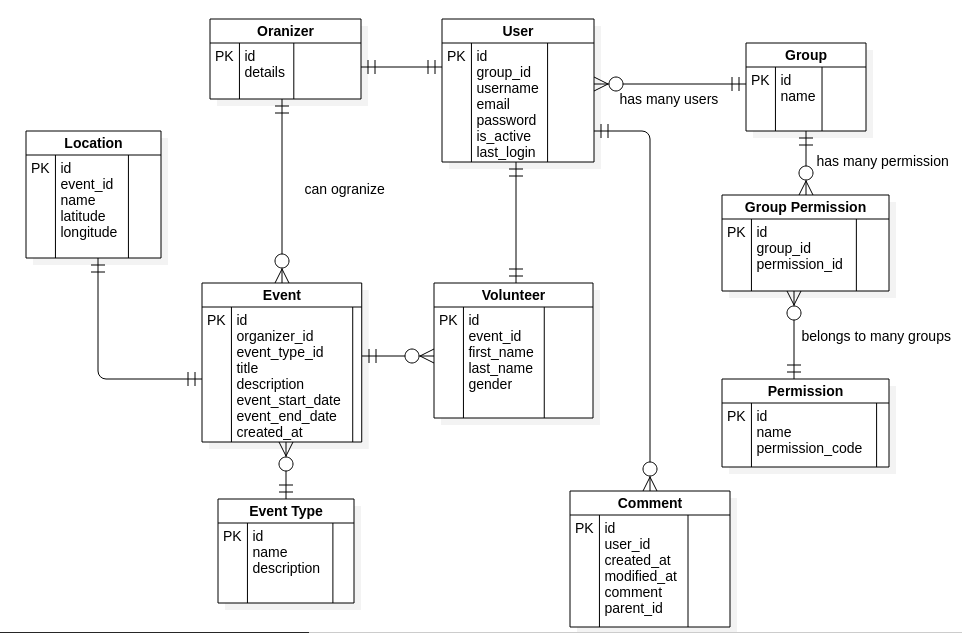 Oranizer
PK id
details
User
PK id
group_id
username
email
password
is_active
last_login
Group
PK id
name
has many users
Location
PK id
event_id
name
latitude
longitude
can ogranize
has many permission
Group Permission
PK id
group_id
permission_id
Event
PK id
organizer_id
event_type_id
title
description
event_start_date
event_end_date
created_at
Volunteer
PK id
event_id
first_name
last_name
gender
belongs to many groups
Permission
PK id
name
permission_code
Event Type
PK id
name
description
Comment
PK id
user_id
created_at
modified_at
comment
parent_id